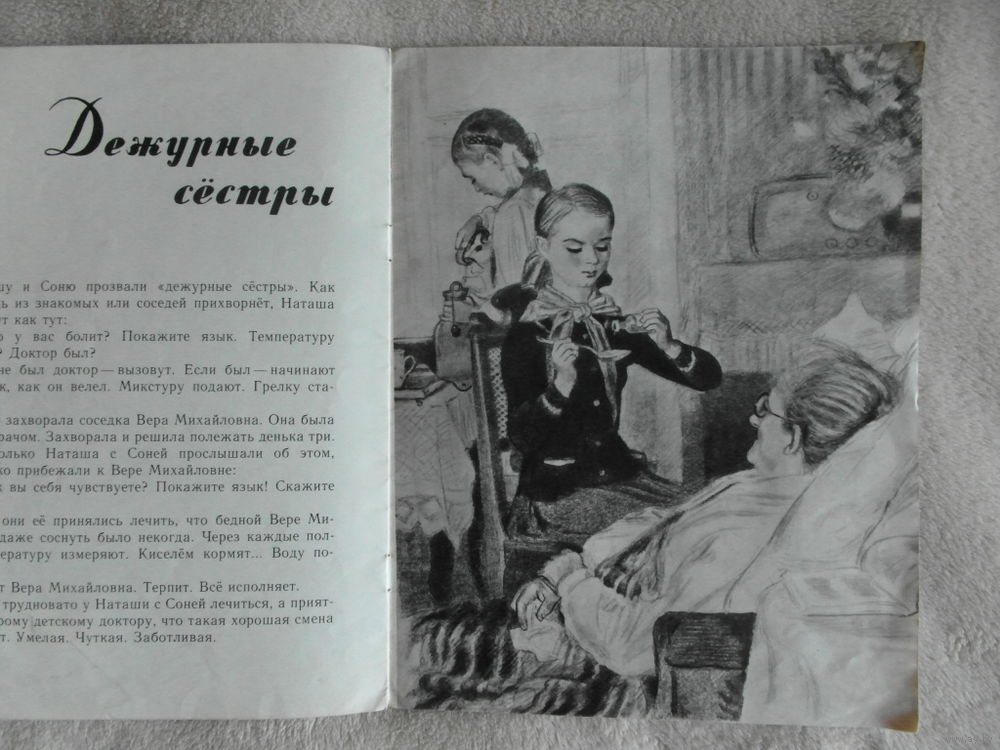 Дежурные
сёстры
шу и Соню прозвали «дежурные сёстры». Как
ь из знакомых или соседей прихворнёт, Наташа
т как тут:
о у вас болит? Покажите язык. Температуру
? Доктор был?
не был доктор — вызовут. Если был — начинают
к, как он велел. Микстуру подают. Грелку ста-
захворала соседка Вера Михайловна. Она была
рачом. Захворала и решила полежать денька три.
олько Наташа с Соней прослышали об этом,
ко прибежали к Вере Михайловне:
к вы себя чувствуете? Покажите язык! Скажите
они её принялись лечить, что бедной Вере Ми-
даже соснуть было некогда. Через каждые пол-
пературу измеряют. Киселём кормят... Воду по-
т Вера Михайловна. Терпит. Всё исполняет.
трудновато у Наташи с Соней лечиться, а прият-
рому детскому доктору, что такая хорошая смена
т. Умелая. Чуткая. Заботливая.